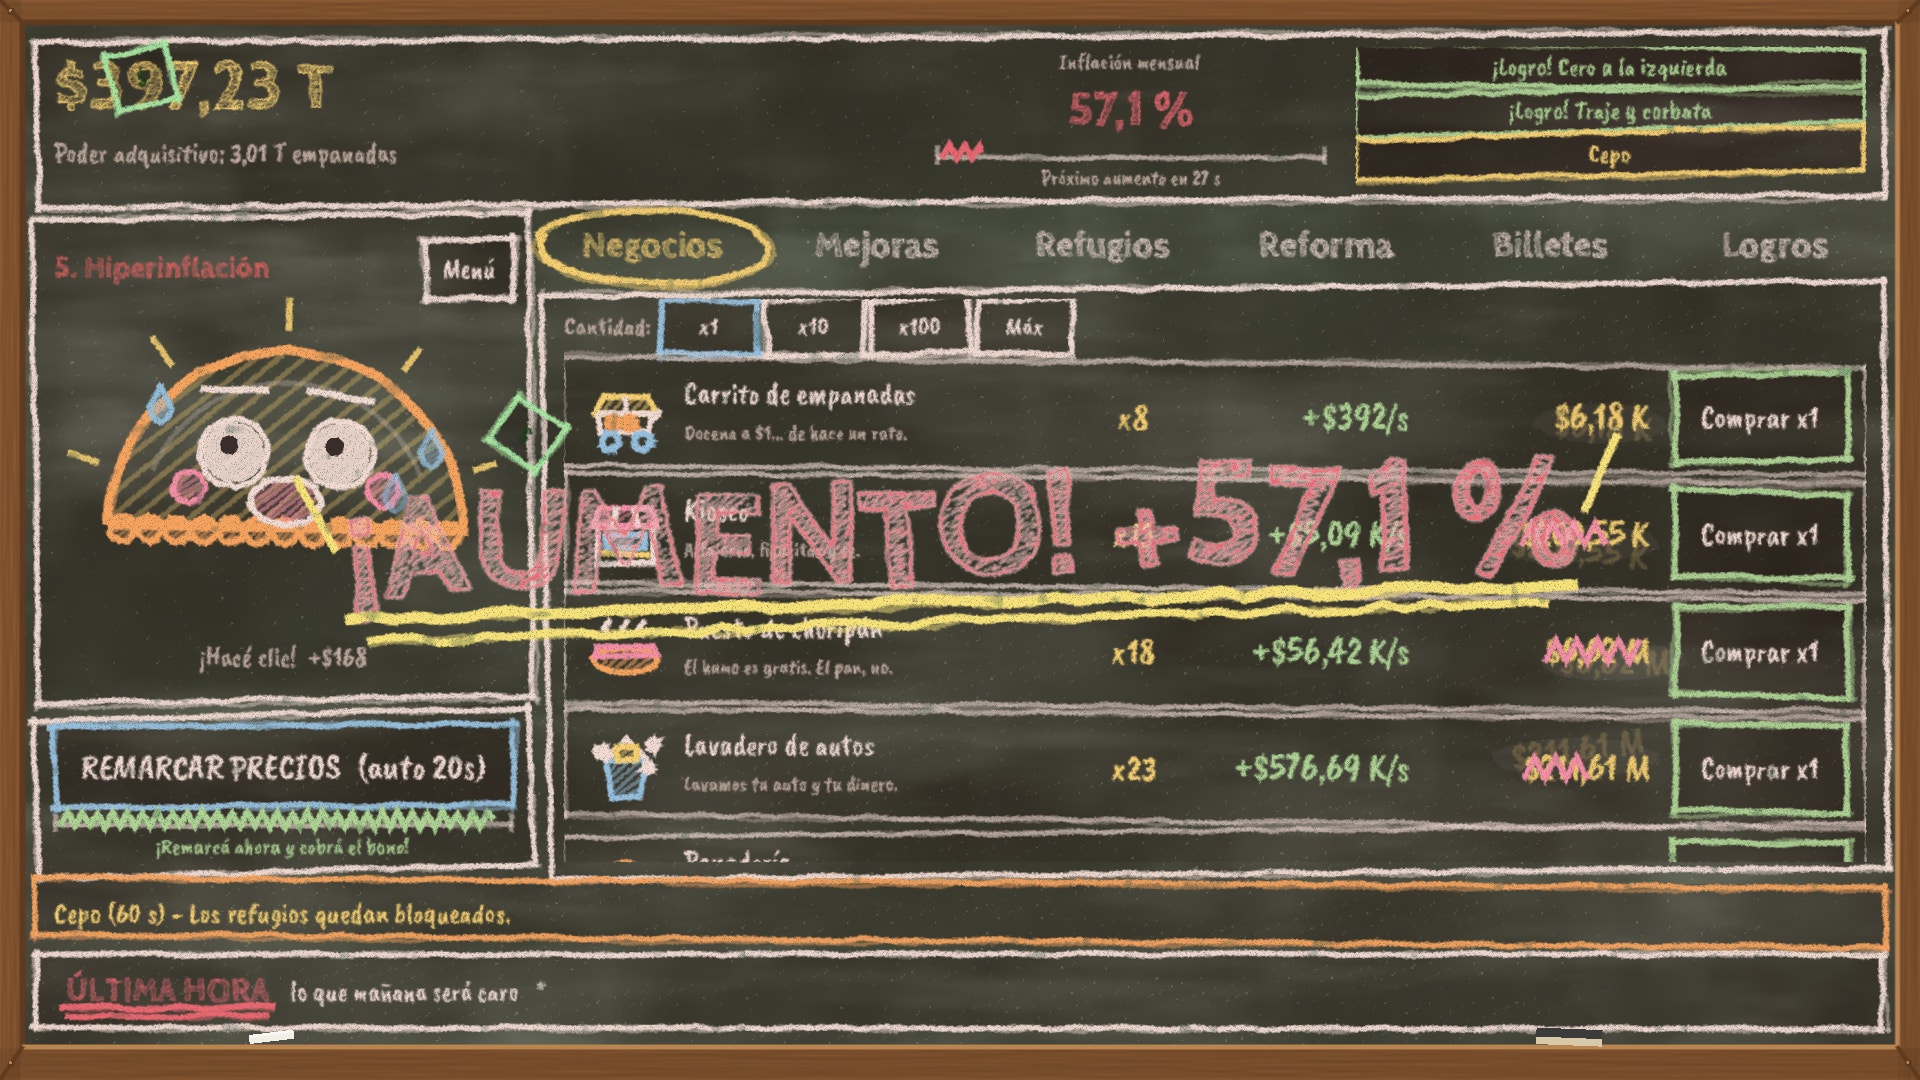 $397,23 T
Poder adquisitivo: 3,01 T empanadas
Inflación mensual
57,1 %
Próximo aumento en 27 s
¡Logro! Cero a la izquierda
¡Logro! Traje y corbata
Cepo
5. Hiperinflación
Menú
¡Hacé clic! +$168
REMARCAR PRECIOS (auto 20s)
¡Remarcá ahora y cobrá el bono!
Negocios Mejoras Refugios Reforma Billetes Logros
Cantidad: x1 x10 x100 Máx
Carrito de empanadas
Docena a $1... de hace un rato.
x8 +$392/s $6,18 K Comprar x1
¡AUMENTO! +57,1 %
Kiosco
Comprar x1
Puesto de choripán
El humo es gratis. El pan, no.
x18 +$56,42 K/s Comprar x1
Lavadero de autos
Lavamos tu auto y tu dinero.
x23 +$576,69 K/s Comprar x1
Panadería
Cepo (60 s) - Los refugios quedan bloqueados.
ÚLTIMA HORA lo que mañana será caro *